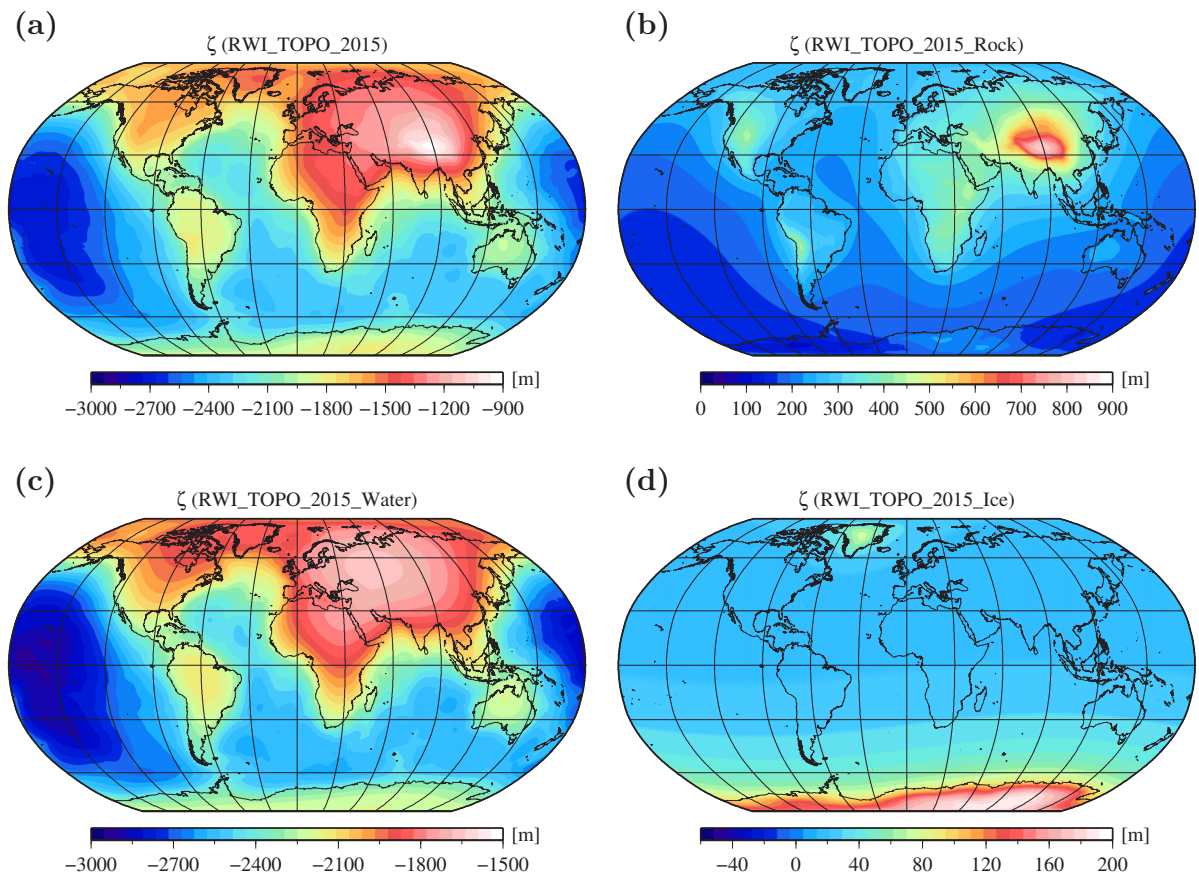 (a)
ζ (RWI_TOPO_2015)
[m]
−3000 −2700 −2400 −2100 −1800 −1500 −1200 −900
(b)
ζ (RWI_TOPO_2015_Rock)
[m]
0 100 200 300 400 500 600 700 800 900
(c)
ζ (RWI_TOPO_2015_Water)
[m]
−3000 −2700 −2400 −2100 −1800 −1500
(d)
ζ (RWI_TOPO_2015_Ice)
[m]
−40 0 40 80 120 160 200